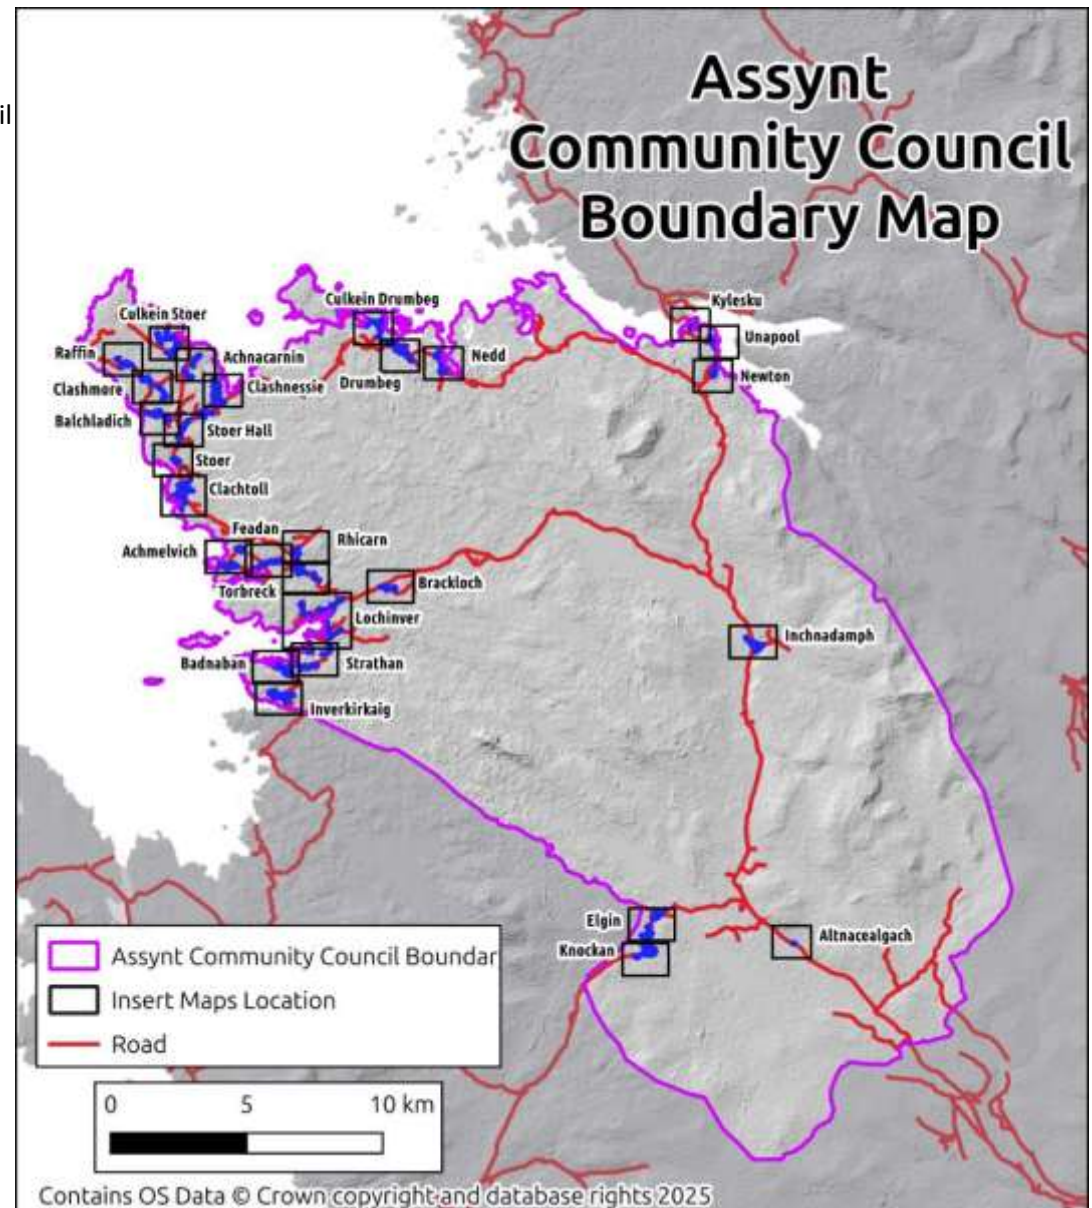 il
Assynt
Community Council
Boundary Map
Kylesku
Culkein Drumbeg
Culkein Stoer
Unapool
Raffin
Achnacarnin
Nedd
Newton
Drumbeg
Clashmore
Clashnessie
Balchladich
Stoer Hall
Stoer
Clachtoll
Feadan
Rhicarn
Achmelvich
Brackloch
Torbreck
Lochinver
Inchnadamph
Badnaban
Strathan
Inverkirkaig
Elgin
Altnacealgach
Knockan
Assynt Community Council Boundar
Insert Maps Location
Road
0 5 10 km
Contains OS Data © Crown copyright and database rights 2025